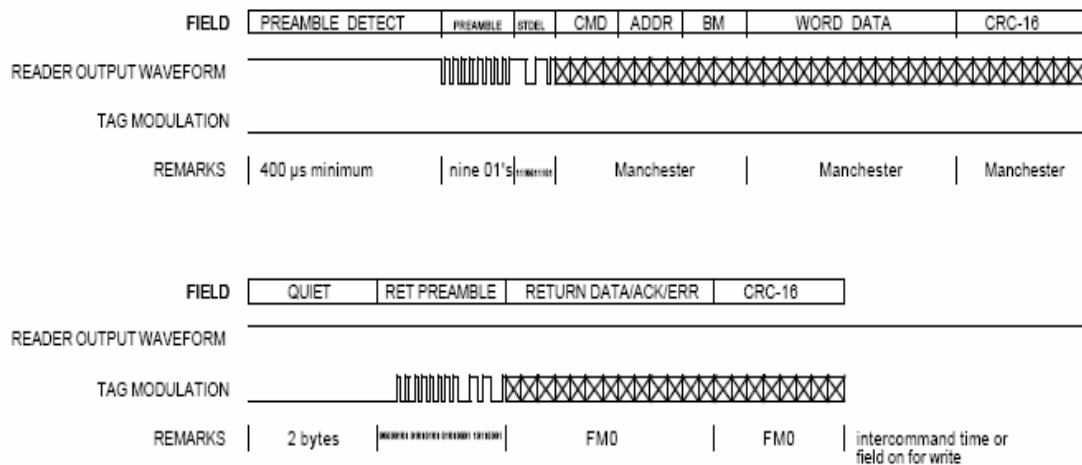 FIELD PREAMBLE DETECT PREAMBLE STDEL CMD ADDR BM WORD DATA CRC-16
READER OUTPUT WAVEFORM
TAG MODULATION
REMARKS 400 µs minimum nine 01's Manchester Manchester Manchester
FIELD QUIET RET PREAMBLE RETURN DATA/ACK/ERR CRC-16
READER OUTPUT WAVEFORM
TAG MODULATION
REMARKS 2 bytes FM0 FM0 intercommand time or
field on for write